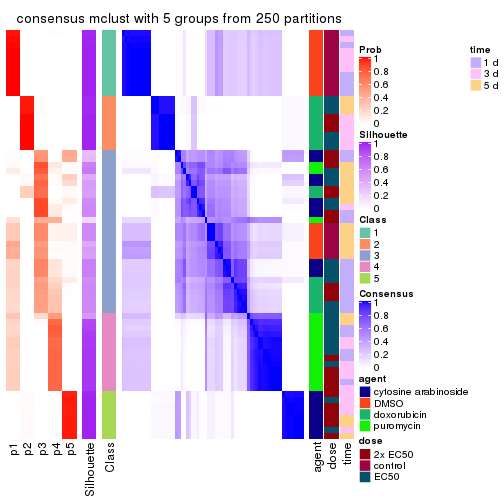 consensus mclust with 5 groups from 250 partitions
Prob
1
0.8
0.6
0.4
0.2
0
time
1 d
3 d
5 d
Silhouette
1
0.8
0.6
0.4
0.2
0
Class
1
2
3
4
5
Consensus
1
0.8
0.6
0.4
0.2
0
agent
cytosine arabinoside
DMSO
doxorubicin
puromycin
dose
2x EC50
control
EC50
p1
p2
p3
p4
p5
Silhouette
Class
agent
dose
time